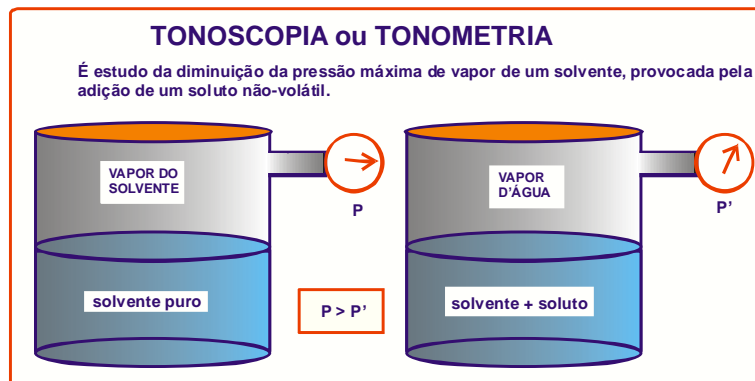 TONOSCOPIA ou TONOMETRIA
É estudo da diminuição da pressão máxima de vapor de um solvente, provocada pela
adição de um soluto não-volátil.
VAPOR DO
SOLVENTE
P
VAPOR
D'ÁGUA
P'
solvente puro
P > P'
solvente + soluto